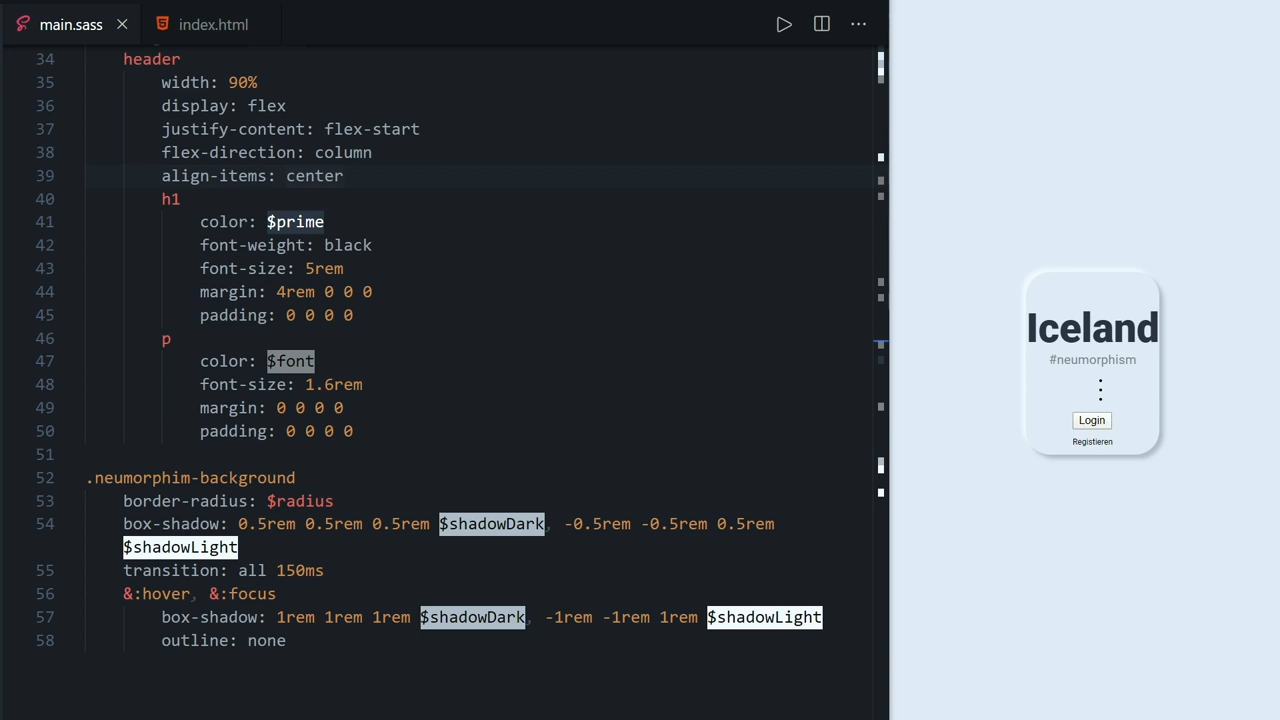 main.sass
index.html
34 header
35 width: 90%
36 display: flex
37 justify-content: flex-start
38 flex-direction: column
39 align-items: center
40 h1
41 color: $prime
42 font-weight: black
43 font-size: 5rem
44 margin: 4rem 0 0 0
45 padding: 0 0 0 0
46 p
47 color: $font
48 font-size: 1.6rem
49 margin: 0 0 0 0
50 padding: 0 0 0 0
51
52 .neumorphim-background
53 border-radius: $radius
54 box-shadow: 0.5rem 0.5rem 0.5rem $shadowDark, -0.5rem -0.5rem 0.5rem
$shadowLight
55 transition: all 150ms
56 &:hover, &:focus
57 box-shadow: 1rem 1rem 1rem $shadowDark, -1rem -1rem 1rem $shadowLight
58 outline: none
Iceland
#neumorphism
Login
Registieren